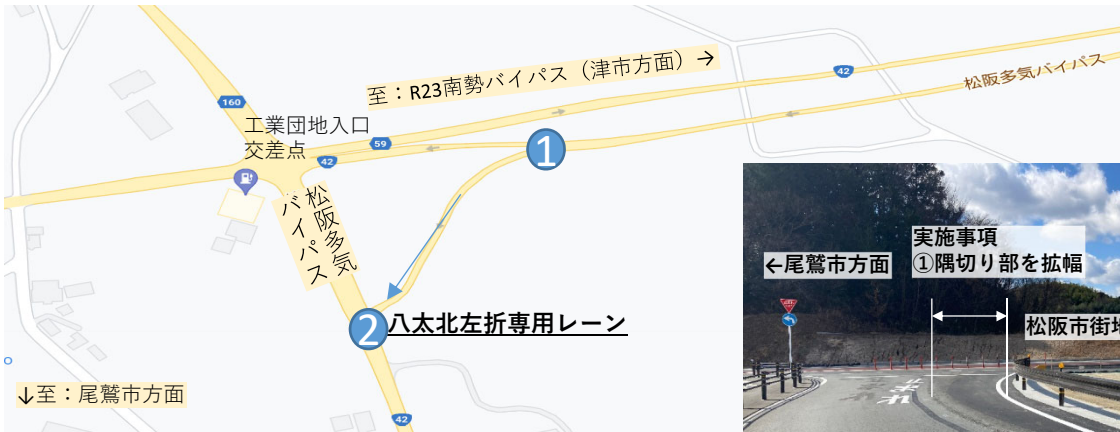 至：R23南勢バイパス（津市方面）→
42
松阪多気バイパス
160
工業団地入口
交差点
59
42
1
松阪多気
バイパス
2
八太北左折専用レーン
↓至：尾鷲市方面
42
実施事項
①隅切り部を拡幅
←尾鷲市方面
松阪市街地